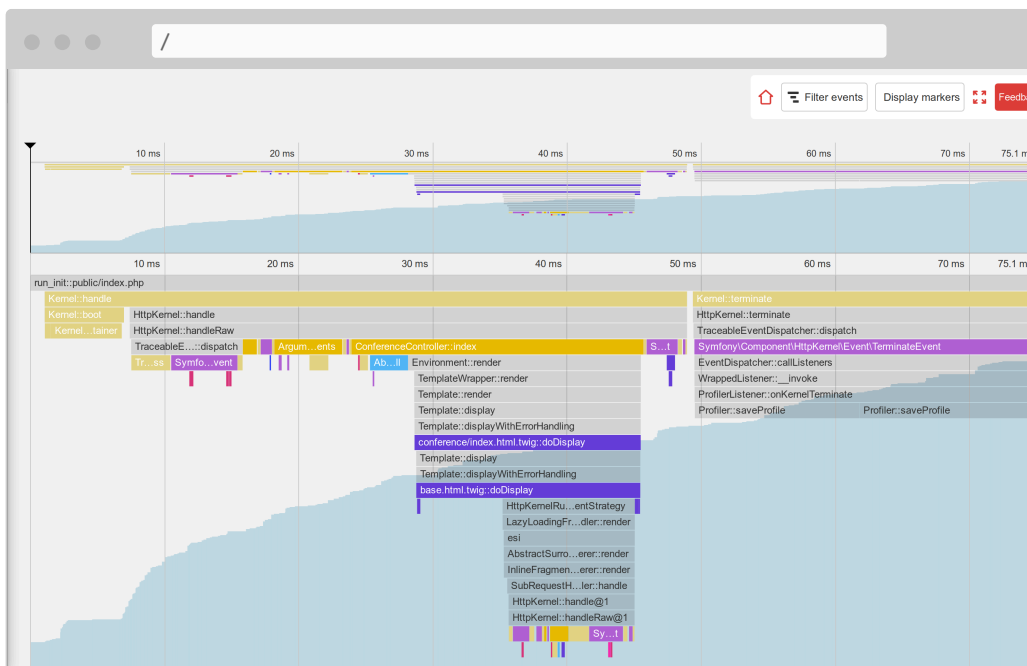 /
Filter events Display markers Feedba
10 ms 20 ms 30 ms 40 ms 50 ms 60 ms 70 ms 75.1 m
10 ms 20 ms 30 ms 40 ms 50 ms 60 ms 70 ms 75.1 m
run_init::public/index.php
Kernel::handle Kernel::terminate
Kernel::boot HttpKernel::handle HttpKernel::terminate
Kernel…tainer HttpKernel::handleRaw TraceableEventDispatcher::dispatch
TraceableE…::dispatch Argum…ents ConferenceController::index S…t Symfony\Component\HttpKernel\Event\TerminateEvent
Tr…ss Symfo…vent Ab…ll Environment::render EventDispatcher::callListeners
TemplateWrapper::render WrappedListener::__invoke
Template::render ProfilerListener::onKernelTerminate
Template::display Profiler::saveProfile Profiler::saveProfile
Template::displayWithErrorHandling
conference/index.html.twig::doDisplay
Template::display
Template::displayWithErrorHandling
base.html.twig::doDisplay
HttpKernelRu…entStrategy
LazyLoadingFr…dler::render
esi
AbstractSurro…erer::render
InlineFragmen…erer::render
SubRequestH…ler::handle
HttpKernel::handle@1
HttpKernel::handleRaw@1
Sy…t